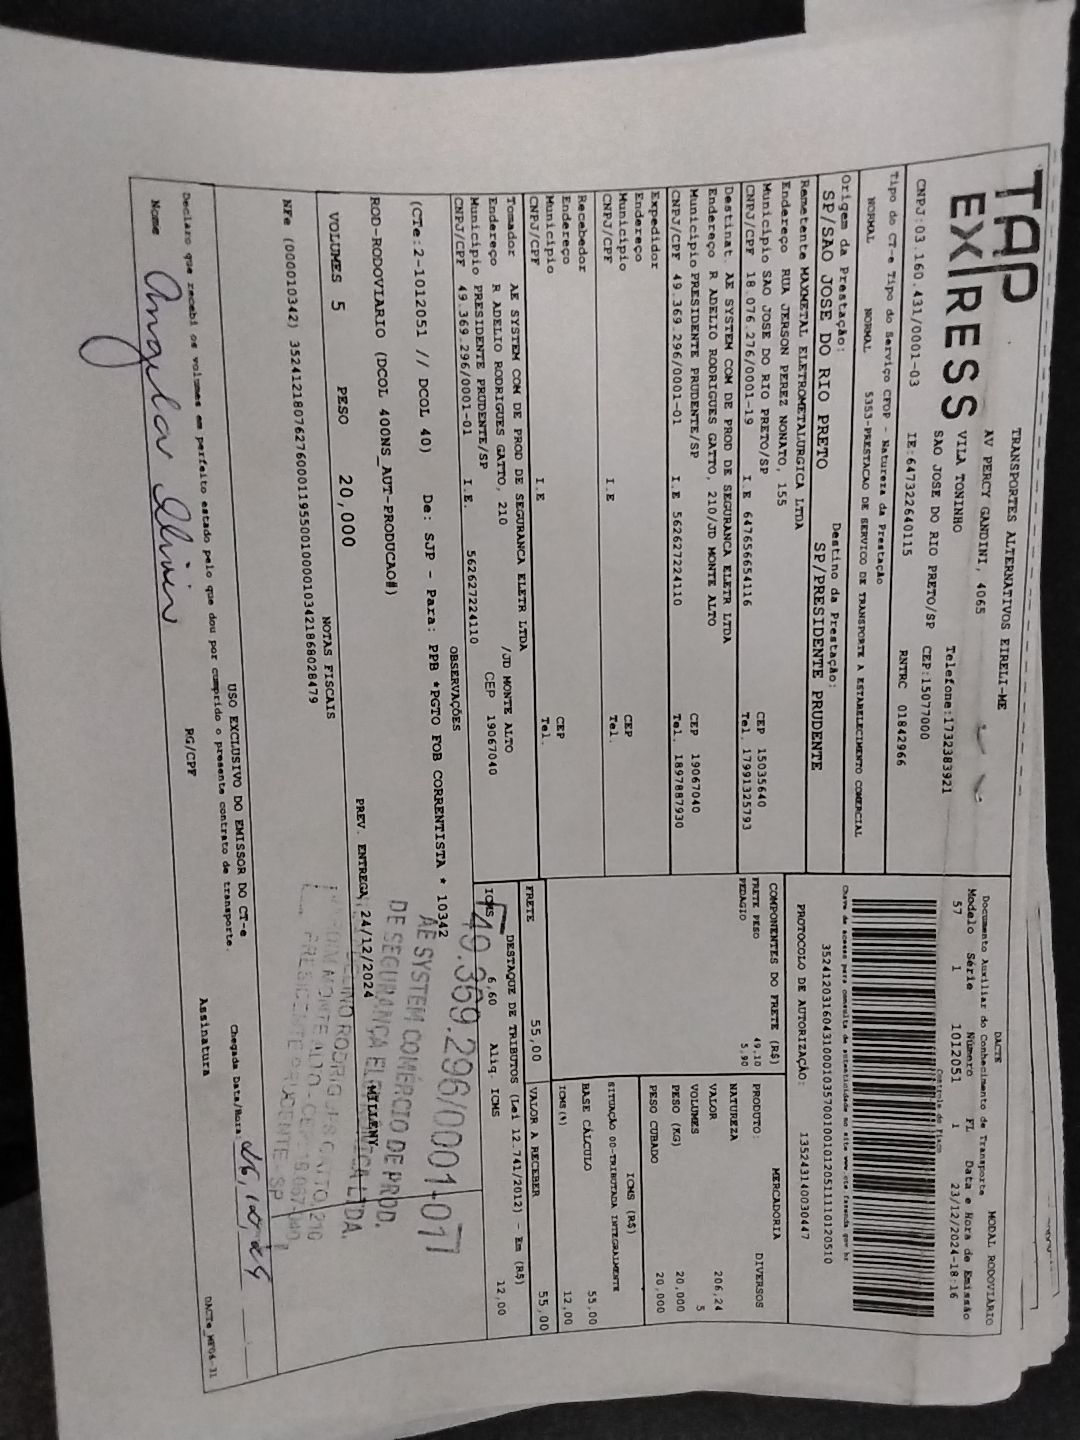 TAP EXPRESS
TRANSPORTES ALTERNATIVOS EIRELI-ME
AV PERCY GANDINI, 4065
VILA TONINHO Telefone:1732383921
SAO JOSE DO RIO PRETO/SP CEP:15077000
CNPJ:03.160.431/0001-03 IE:647322640115 RNTRC 01842966
Tipo do CT-e Tipo do Serviço CFOP - Natureza da Prestação
NORMAL NORMAL 5353-PRESTACAO DE SERVICO DE TRANSPORTE A ESTABELECIMENTO COMERCIAL
Origem da Prestação: Destino da Prestação:
SP/SAO JOSE DO RIO PRETO SP/PRESIDENTE PRUDENTE
Remetente MAXMETAL ELETROMETALURGICA LTDA
Endereço RUA JERSON PEREZ NONATO, 155
Município SAO JOSE DO RIO PRETO/SP CEP 15035640
CNPJ/CPF 18.076.276/0001-19 I.E 647656654116 Tel. 17991325793
Destinat. AE SYSTEM COM DE PROD DE SEGURANCA ELETR LTDA
Endereço R ADELIO RODRIGUES GATTO, 210/JD MONTE ALTO
Município PRESIDENTE PRUDENTE/SP CEP 19067040
CNPJ/CPF 49.369.296/0001-01 I.E 562627224110 Tel. 1897887930
Expedidor
Endereço
Município CEP
CNPJ/CPF I.E Tel.
Recebedor
Endereço
Município CEP
CNPJ/CPF I.E Tel.
Tomador AE SYSTEM COM DE PROD DE SEGURANCA ELETR LTDA
Endereço R ADELIO RODRIGUES GATTO, 210 /JD MONTE ALTO
Município PRESIDENTE PRUDENTE/SP CEP 19067040
CNPJ/CPF 49.369.296/0001-01 I.E. 562627224110
DACTE MODAL RODOVIÁRIO
Documento Auxiliar do Conhecimento de Transporte
Modelo Série Número FL Data e Hora de Emissão
57 1 1012051 1 23/12/2024-18:16
Controle do Fisco
Chave de acesso para consulta de autenticidade no site www.cte.fazenda.gov.br
35241203160431000103570010010120511110120510
PROTOCOLO DE AUTORIZAÇÃO: 135243140030447
COMPONENTES DO FRETE (R$)
FRETE PESO 49,10
PEDAGIO 5,90
MERCADORIA
PRODUTO: DIVERSOS
NATUREZA
VALOR 206,24
VOLUMES 5
PESO (KG) 20,000
PESO CUBADO 20,000
ICMS (R$)
SITUAÇÃO 00-TRIBUTADA INTEGRALMENTE
BASE CÁLCULO 55,00
ICMS(%) 12,00
FRETE 55,00 VALOR A RECEBER 55,00
DESTAQUE DE TRIBUTOS (Lei 12.741/2012) - Em (R$)
ICMS 6,60 Alíq. ICMS 12,00
OBSERVAÇÕES
(CTe:2-1012051 // DCOL 40) De: SJP - Para: PPB *PGTO FOB CORRENTISTA * 10342
ROD-RODOVIARIO (DCOL 400NS_AUT-PRODUCAO#)
PREV. ENTREGA: 24/12/2024 MILLENY
49.369.296/0001-01
AE SYSTEM COMÉRCIO DE PROD.
DE SEGURANÇA ELETRÔNICA LTDA.
PRESIDENTE PRUDENTE - SP
VOLUMES 5 PESO 20,000
NOTAS FISCAIS
NFe (000010342) 35241218076276000119550010000103421868028479
USO EXCLUSIVO DO EMISSOR DO CT-e
Declaro que recebi os volumes em perfeito estado pelo que dou por cumprido o presente contrato de transporte. Chegada Data/Hora
Nome Angela RG/CPF Assinatura
DACTe_MF06-31